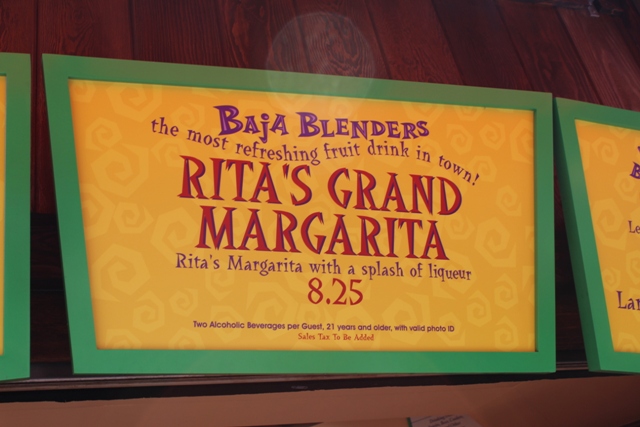 Baja Blenders
the most refreshing fruit drink in town!
RITA'S GRAND
MARGARITA
Rita's Margarita with a splash of liqueur
8.25
Two Alcoholic Beverages per Guest, 21 years and older, with valid photo ID
Sales Tax To Be Added